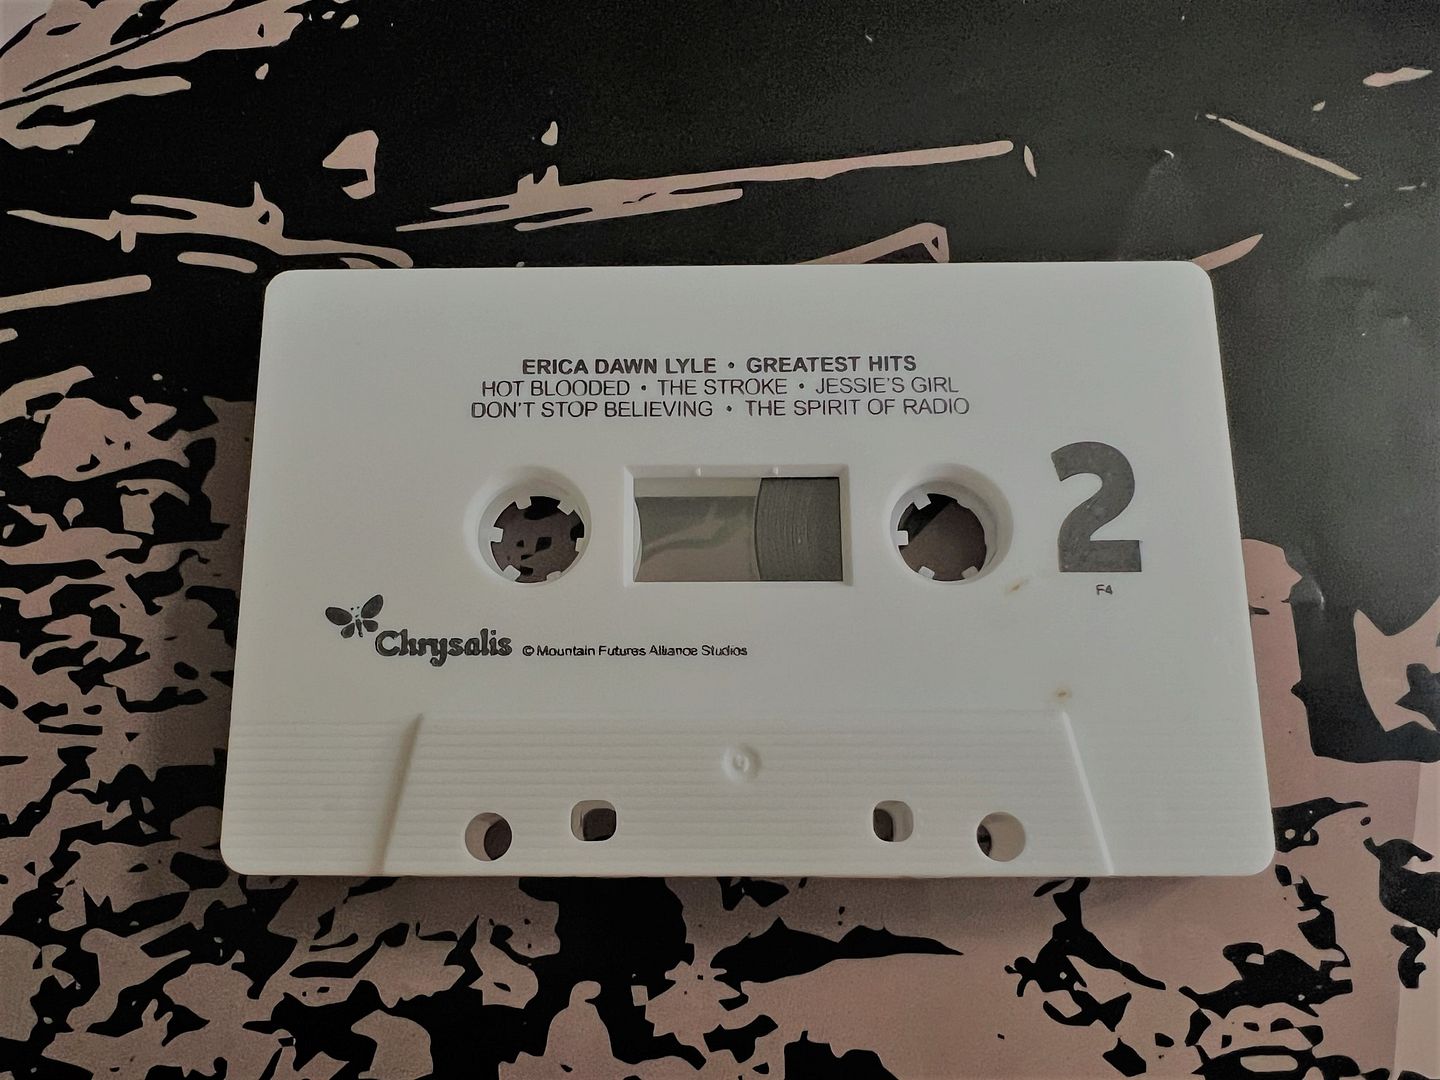 ERICA DAWN LYLE • GREATEST HITS
HOT BLOODED • THE STROKE • JESSIE'S GIRL
DON'T STOP BELIEVING • THE SPIRIT OF RADIO
2
F4
Chrysalis © Mountain Futures Alliance Studios
9